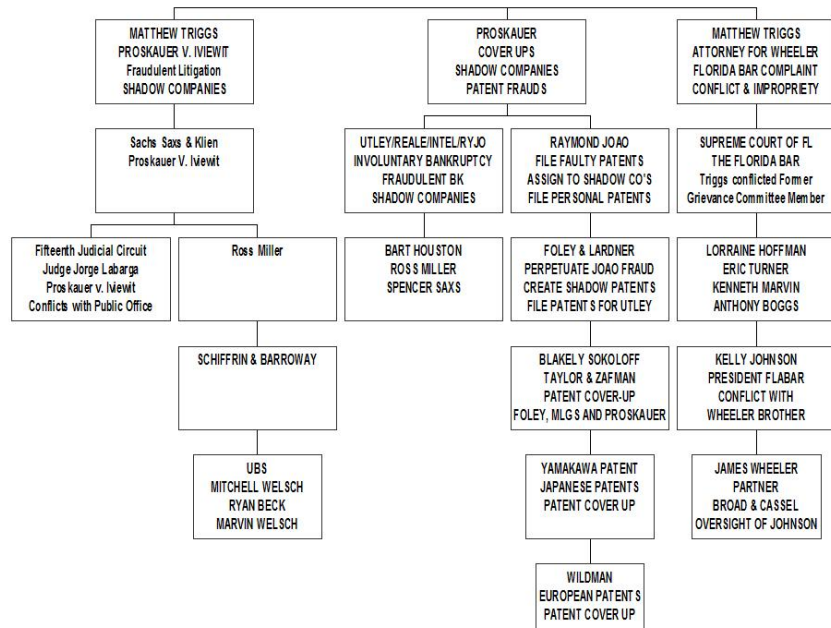 MATTHEW TRIGGS
PROSKAUER V. IVIEWIT
Fraudulent Litigation
SHADOW COMPANIES
PROSKAUER
COVER UPS
SHADOW COMPANIES
PATENT FRAUDS
MATTHEW TRIGGS
ATTORNEY FOR WHEELER
FLORIDA BAR COMPLAINT
CONFLICT & IMPROPRIETY
Sachs Saxs & Klien
Proskauer V. Iviewit
UTLEY/REALE/INTEL/RYJO
INVOLUNTARY BANKRUPTCY
FRAUDULENT BK
SHADOW COMPANIES
RAYMOND JOAO
FILE FAULTY PATENTS
ASSIGN TO SHADOW CO'S
FILE PERSONAL PATENTS
SUPREME COURT OF FL
THE FLORIDA BAR
Triggs conflicted Former
Grievance Committee Member
Fifteenth Judicial Circuit
Judge Jorge Labarga
Proskauer v. Iviewit
Conflicts with Public Office
Ross Miller
BART HOUSTON
ROSS MILLER
SPENCER SAXS
FOLEY & LARDNER
PERPETUATE JOAO FRAUD
CREATE SHADOW PATENTS
FILE PATENTS FOR UTLEY
LORRAINE HOFFMAN
ERIC TURNER
KENNETH MARVIN
ANTHONY BOGGS
SCHIFFRIN & BARROWAY
BLAKELY SOKOLOFF
TAYLOR & ZAFMAN
PATENT COVER-UP
FOLEY, MLGS AND PROSKAUER
KELLY JOHNSON
PRESIDENT FLABAR
CONFLICT WITH
WHEELER BROTHER
UBS
MITCHELL WELSCH
RYAN BECK
MARVIN WELSCH
YAMAKAWA PATENT
JAPANESE PATENTS
PATENT COVER UP
JAMES WHEELER
PARTNER
BROAD & CASSEL
OVERSIGHT OF JOHNSON
WILDMAN
EUROPEAN PATENTS
PATENT COVER UP